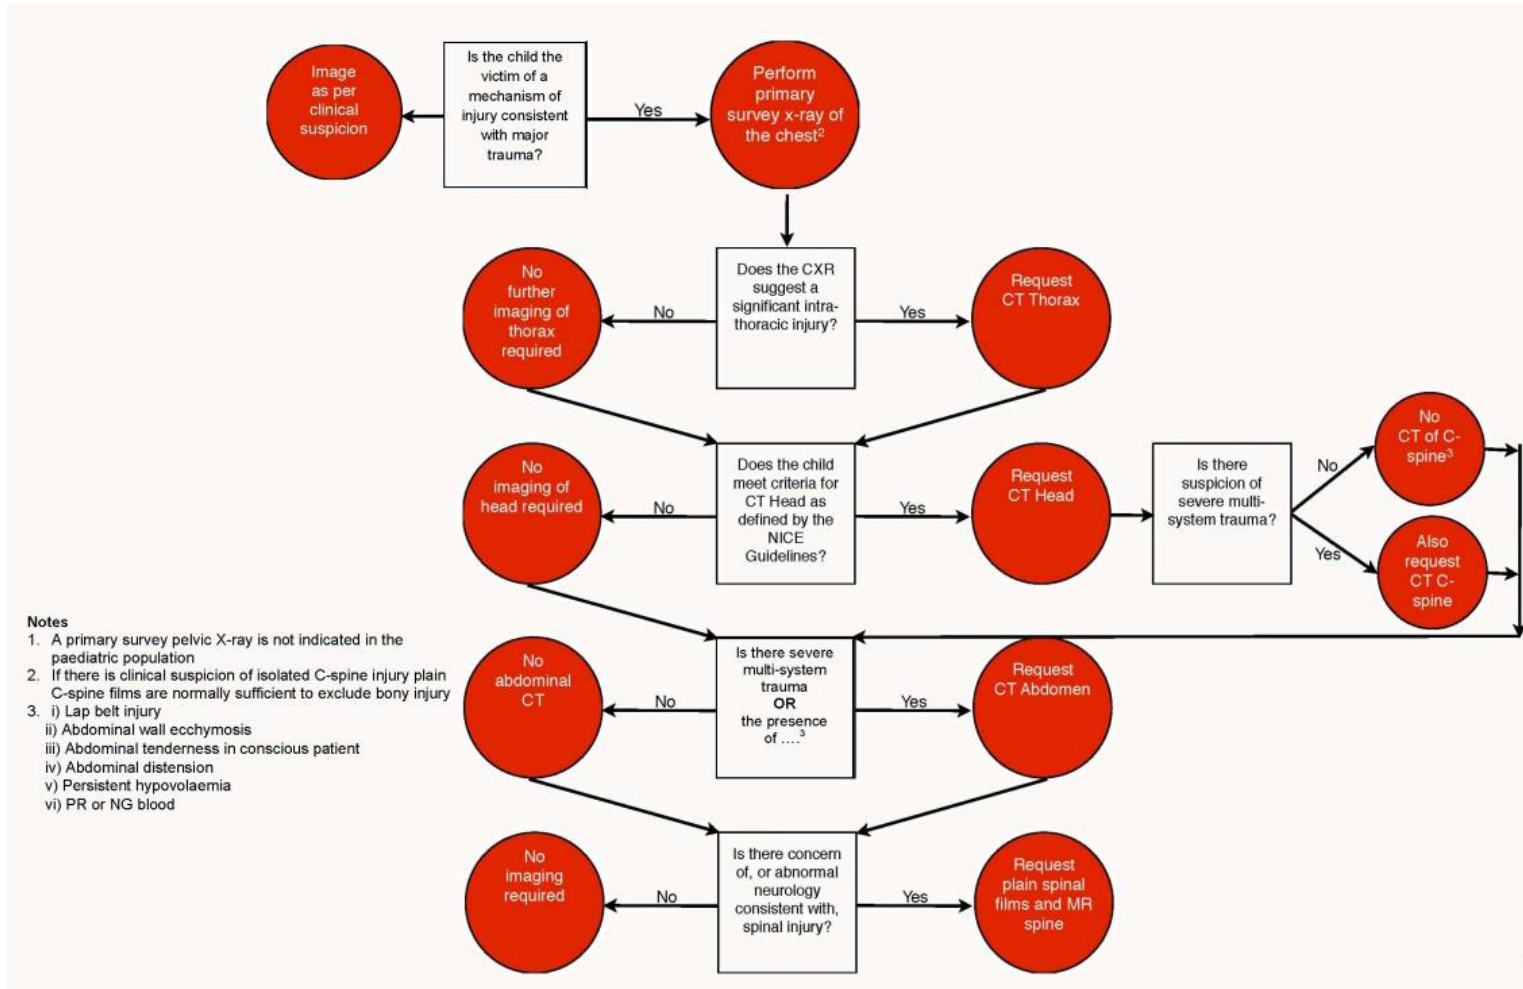 Image
as per
clinical
suspicion
Is the child the
victim of a
mechanism of
injury consistent
with major
trauma?
Yes
Perform
primary
survey x-ray of
the chest²
No
further
imaging of
thorax
required
No
Does the CXR
suggest a
significant intra-
thoracic injury?
Yes
Request
CT Thorax
No
imaging of
head required
No
Does the child
meet criteria for
CT Head as
defined by the
NICE
Guidelines?
Yes
Request
CT Head
Is there
suspicion of
severe multi-
system trauma?
No
No
CT of C-
spine³
Yes
Also
request
CT C-
spine
Notes
1. A primary survey pelvic X-ray is not indicated in the
paediatric population
2. If there is clinical suspicion of isolated C-spine injury plain
C-spine films are normally sufficient to exclude bony injury
3. i) Lap belt injury
ii) Abdominal wall ecchymosis
iii) Abdominal tenderness in conscious patient
iv) Abdominal distension
v) Persistent hypovolaemia
vi) PR or NG blood
No
abdominal
CT
No
Is there severe
multi-system
trauma
OR
the presence
of ....³
Yes
Request
CT Abdomen
No
imaging
required
No
Is there concern
of, or abnormal
neurology
consistent with,
spinal injury?
Yes
Request
plain spinal
films and MR
spine